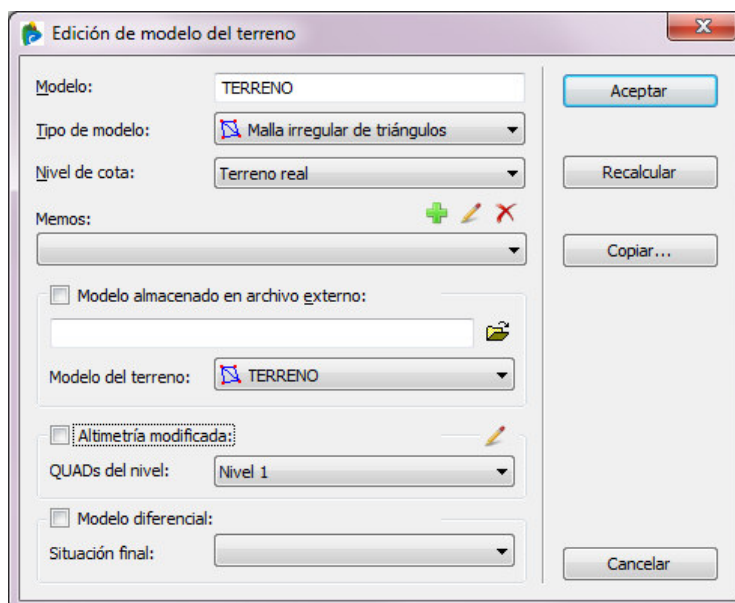 Edición de modelo del terreno
Modelo: TERRENO
Aceptar
Tipo de modelo: Malla irregular de triángulos
Nivel de cota: Terreno real
Recalcular
Memos:
Copiar...
Modelo almacenado en archivo externo:
Modelo del terreno: TERRENO
Altimetría modificada:
QUADs del nivel: Nivel 1
Modelo diferencial:
Situación final:
Cancelar